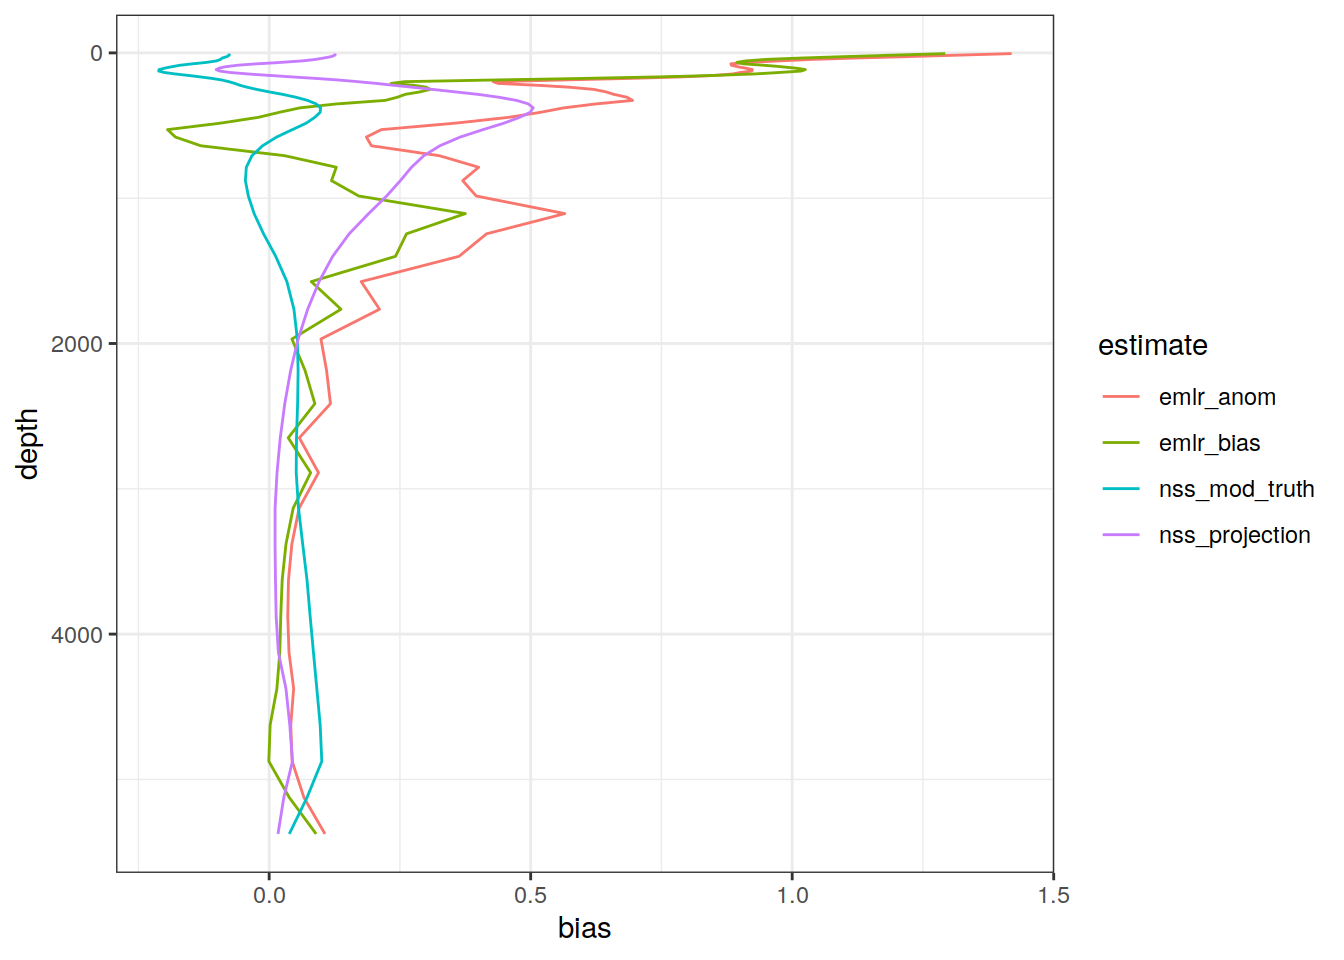 0
2000
4000
depth
0.0
0.5
1.0
1.5
bias
estimate
emlr_anom
emlr_bias
nss_mod_truth
nss_projection